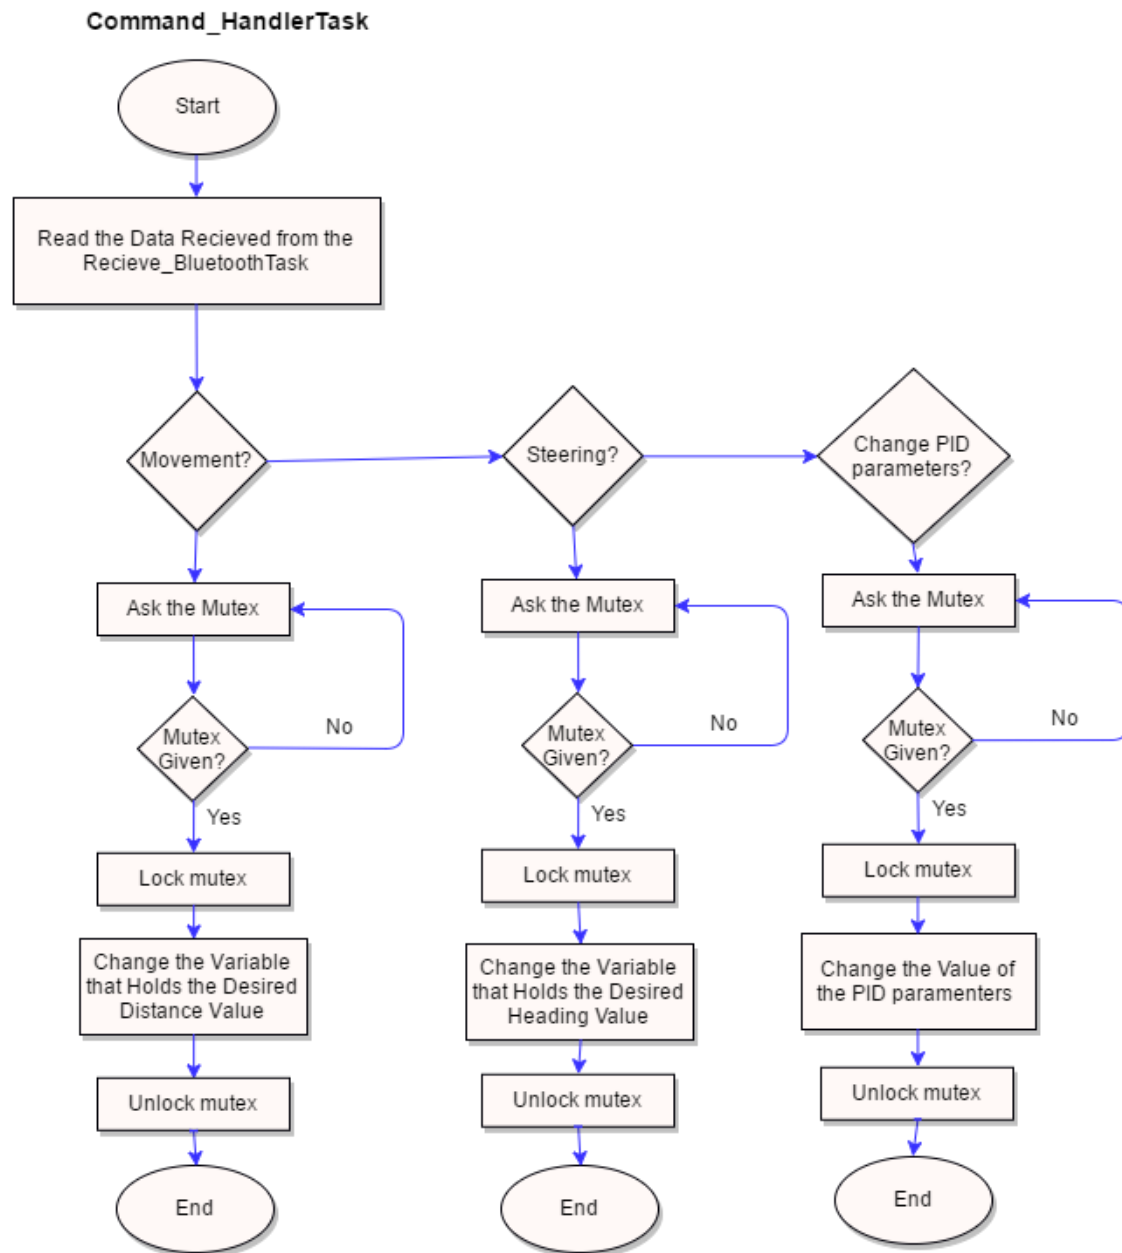 Command_HandlerTask
Start
Read the Data Recieved from the
Recieve_BluetoothTask
Movement?
Steering?
Change PID
parameters?
Ask the Mutex
Ask the Mutex
Ask the Mutex
Mutex
Given?
No
Mutex
Given?
No
Mutex
Given?
No
Yes
Yes
Yes
Lock mutex
Lock mutex
Lock mutex
Change the Variable
that Holds the Desired
Distance Value
Change the Variable
that Holds the Desired
Heading Value
Change the Value of
the PID paramenters
Unlock mutex
Unlock mutex
Unlock mutex
End
End
End